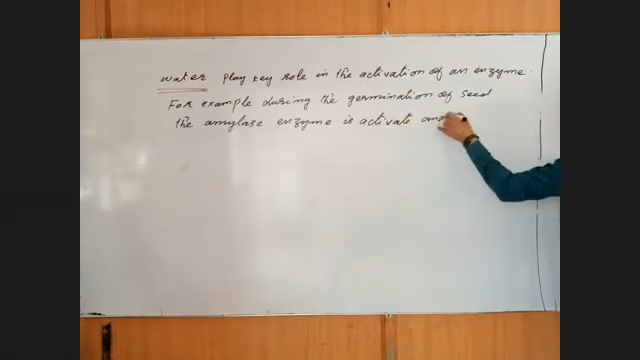 water play key role in the activation of an enzyme.
For example during the germination of seed
the amylase enzyme is activate and